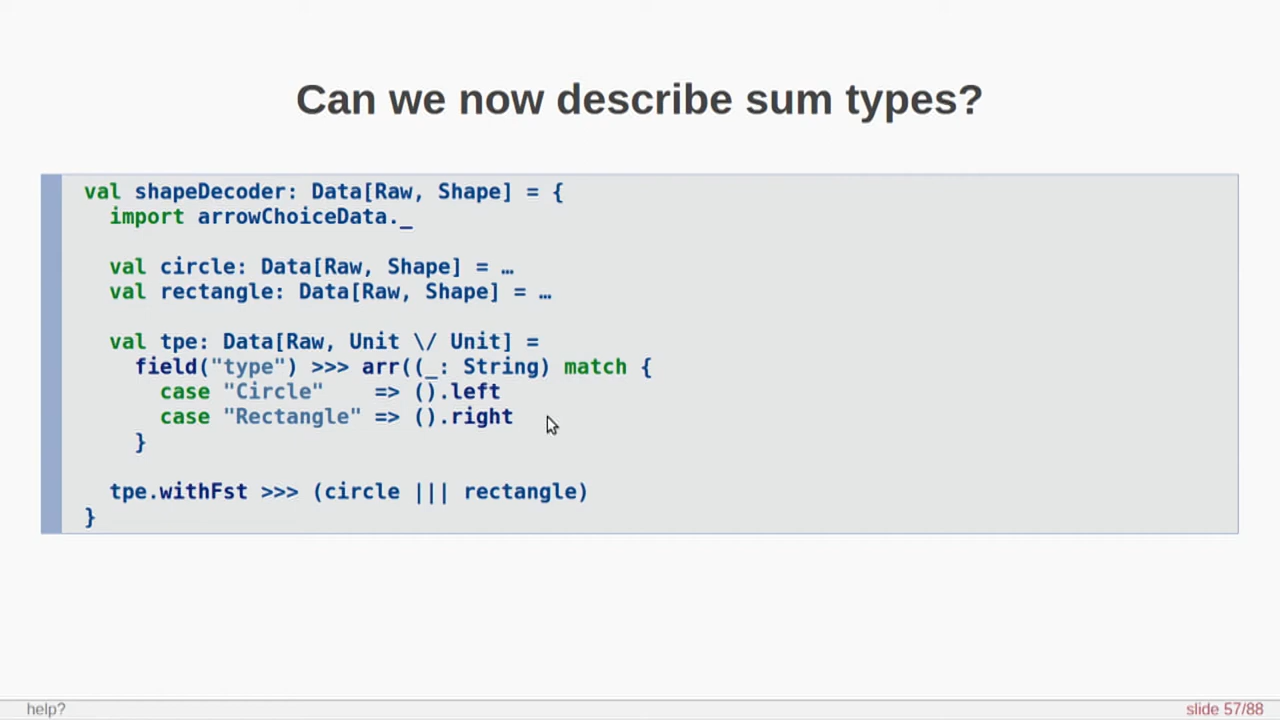 Can we now describe sum types?
val shapeDecoder: Data[Raw, Shape] = {
  import arrowChoiceData._
  val circle: Data[Raw, Shape] = …
  val rectangle: Data[Raw, Shape] = …
  val tpe: Data[Raw, Unit \/ Unit] =
    field("type") >>> arr((_: String) match {
      case "Circle"    => ().left
      case "Rectangle" => ().right
    }
  tpe.withFst >>> (circle ||| rectangle)
}
help?
slide 57/88